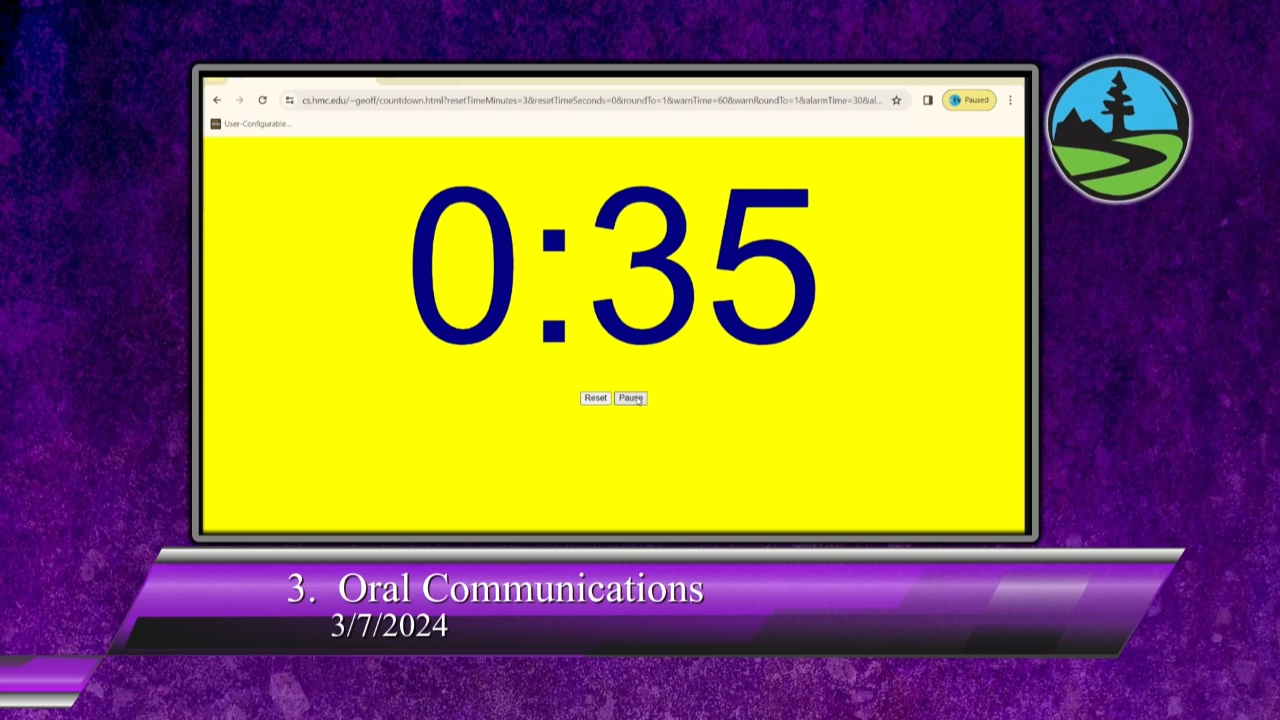 cs.hmc.edu/~geoff/countdown.html?resetTimeMinutes=3&resetTimeSeconds=0&roundTo=1&warnTime=60&warnRoundTo=1&alarmTime=30&al...
Paused
User-Configurable...
0:35
Reset Pause
3. Oral Communications
3/7/2024